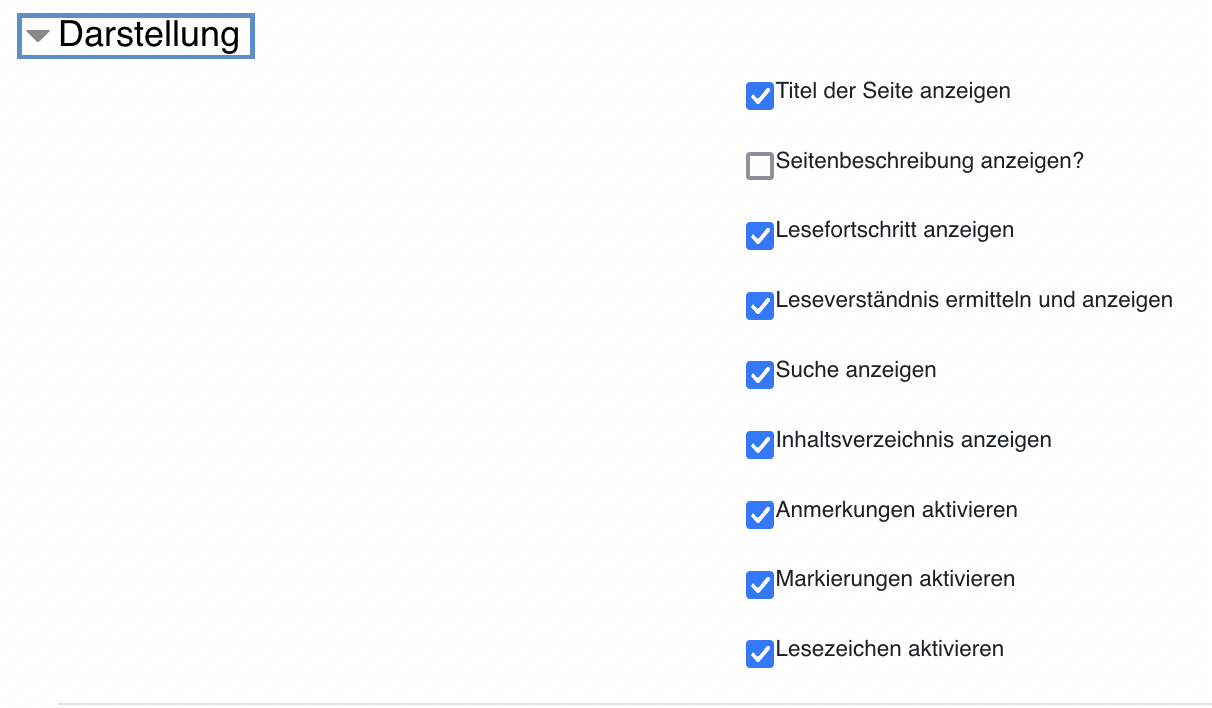 Darstellung
Titel der Seite anzeigen
Seitenbeschreibung anzeigen?
Lesefortschritt anzeigen
Leseverständnis ermitteln und anzeigen
Suche anzeigen
Inhaltsverzeichnis anzeigen
Anmerkungen aktivieren
Markierungen aktivieren
Lesezeichen aktivieren